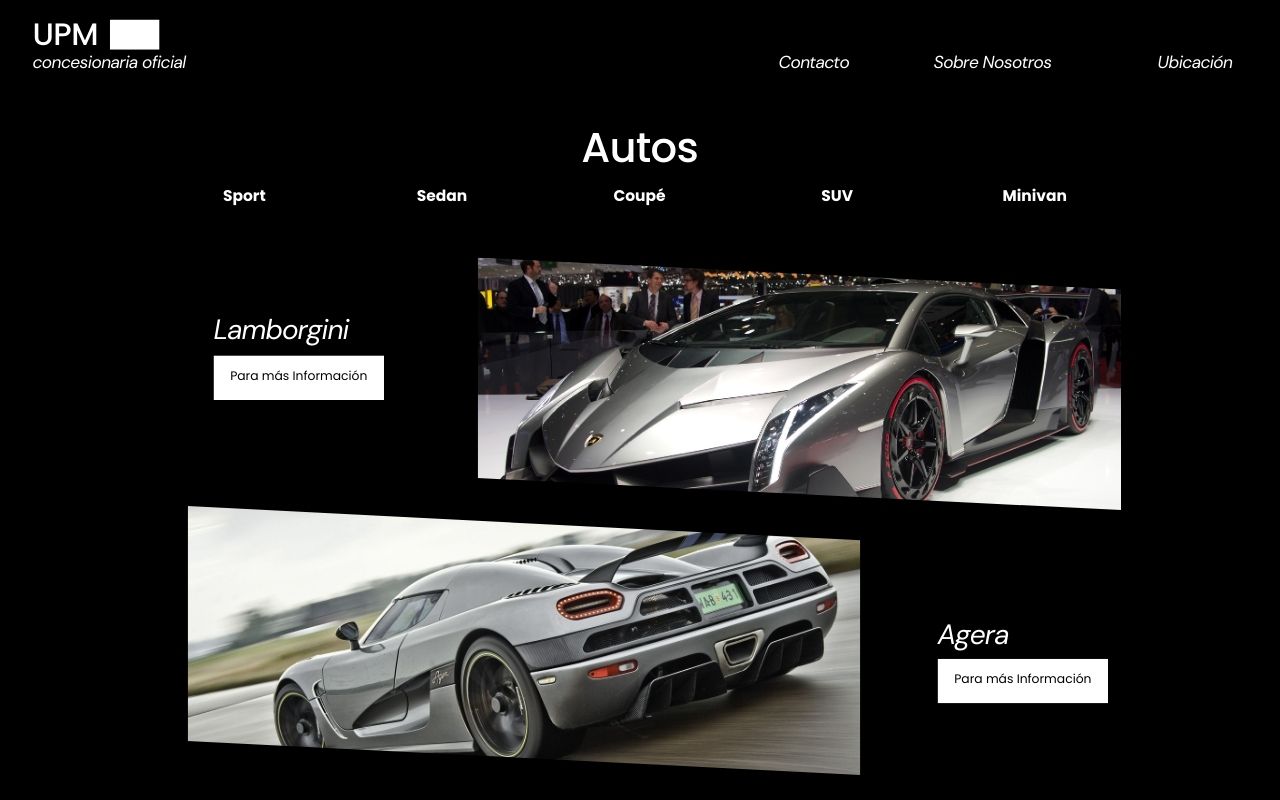 UPM
concesionaria oficial
Contacto Sobre Nosotros Ubicación
Autos
Sport Sedan Coupé SUV Minivan
Lamborgini
Para más Información
Agera
Para más Información